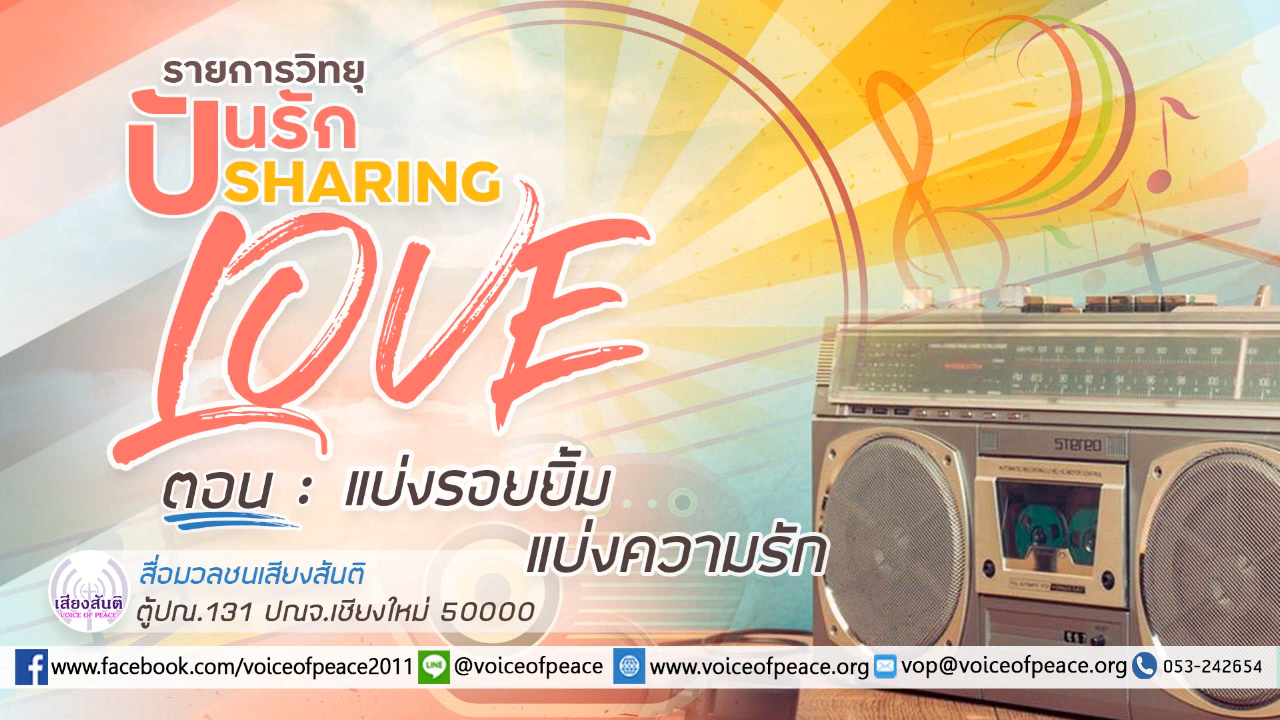 รายการวิทยุ
ปันรัก
SHARING
LOVE
ตอน : แบ่งรอยยิ้ม
แบ่งความรัก
เสียงสันติ
VOICE OF PEACE
สื่อมวลชนเสียงสันติ
ตู้ปณ.131 ปณจ.เชียงใหม่ 50000
STEREO
www.facebook.com/voiceofpeace2011 LINE @voiceofpeace www.voiceofpeace.org vop@voiceofpeace.org 053-242654